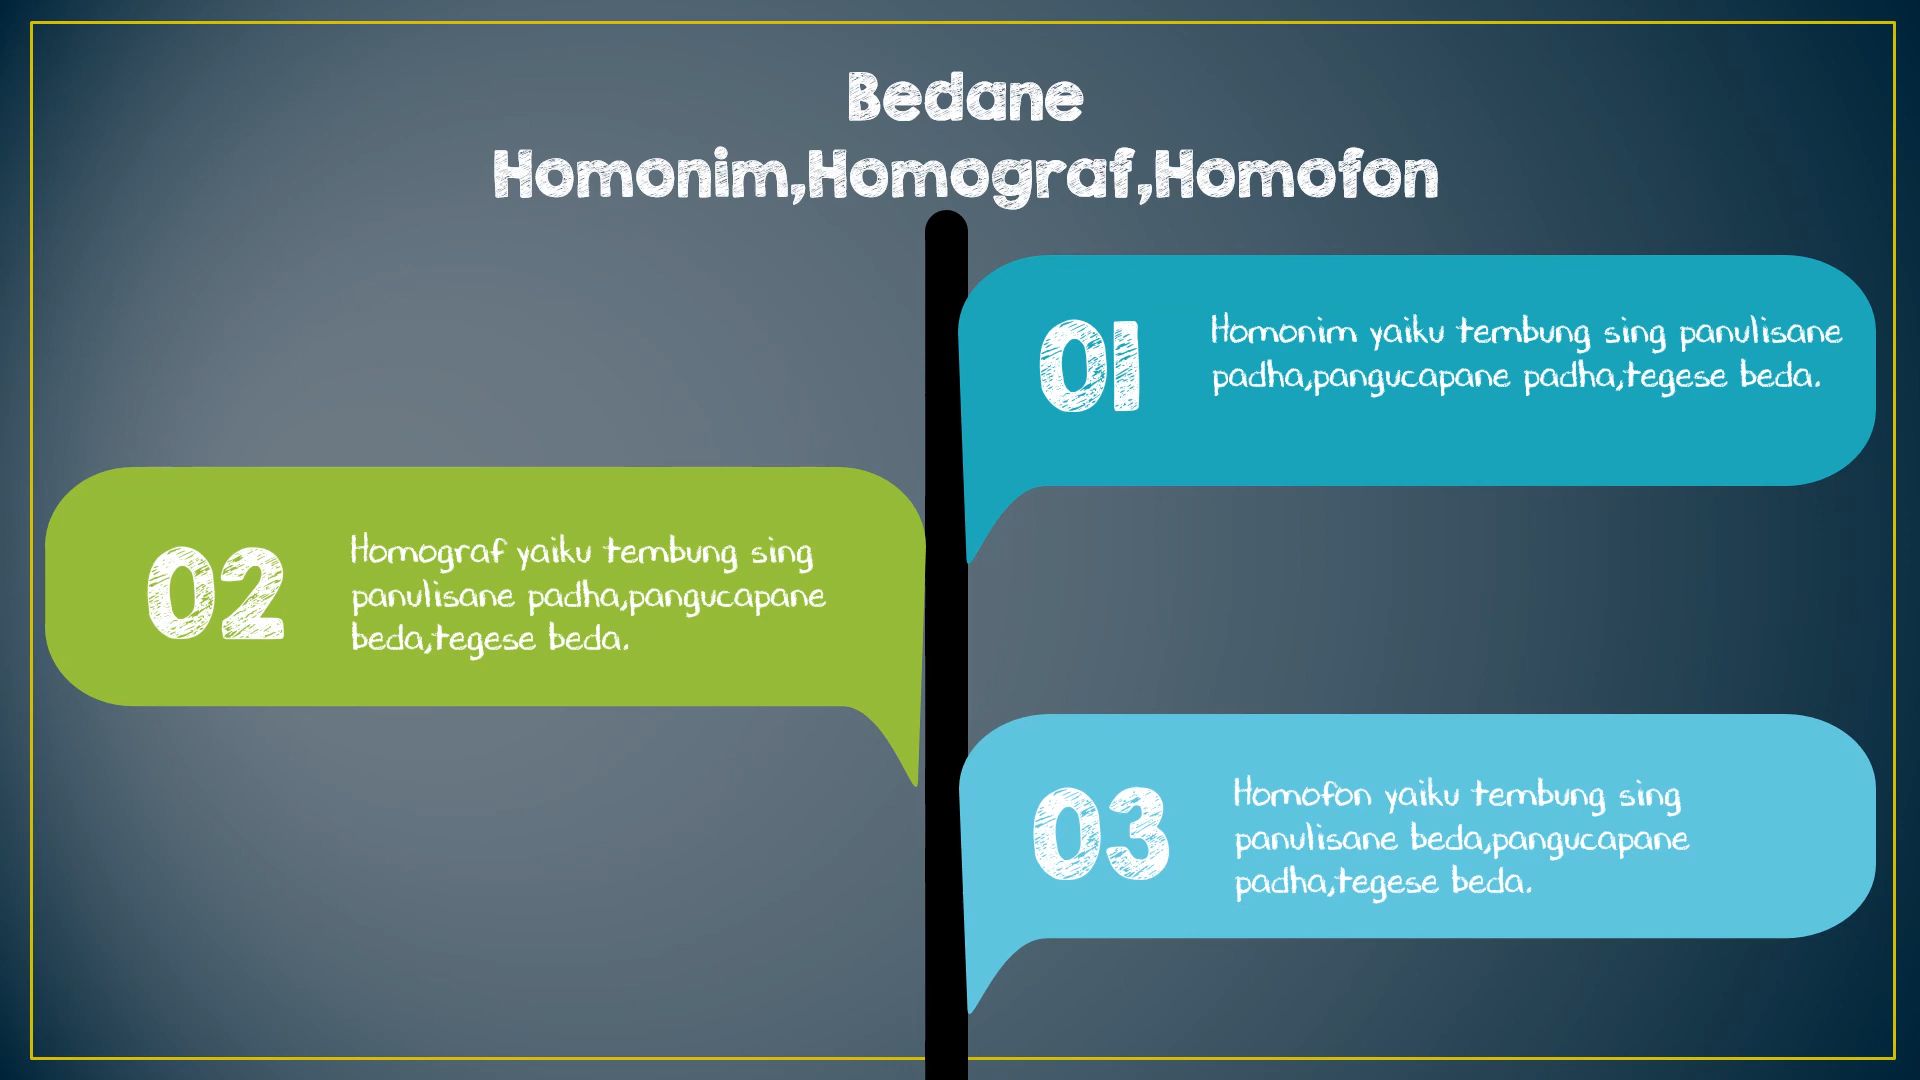 Bedane
Homonim,Homograf,Homofon
01
Homonim yaiku tembung sing panulisane
padha,pangucapane padha,tegese beda.
02
Homograf yaiku tembung sing
panulisane padha,pangucapane
beda,tegese beda.
03
Homofon yaiku tembung sing
panulisane beda,pangucapane
padha,tegese beda.